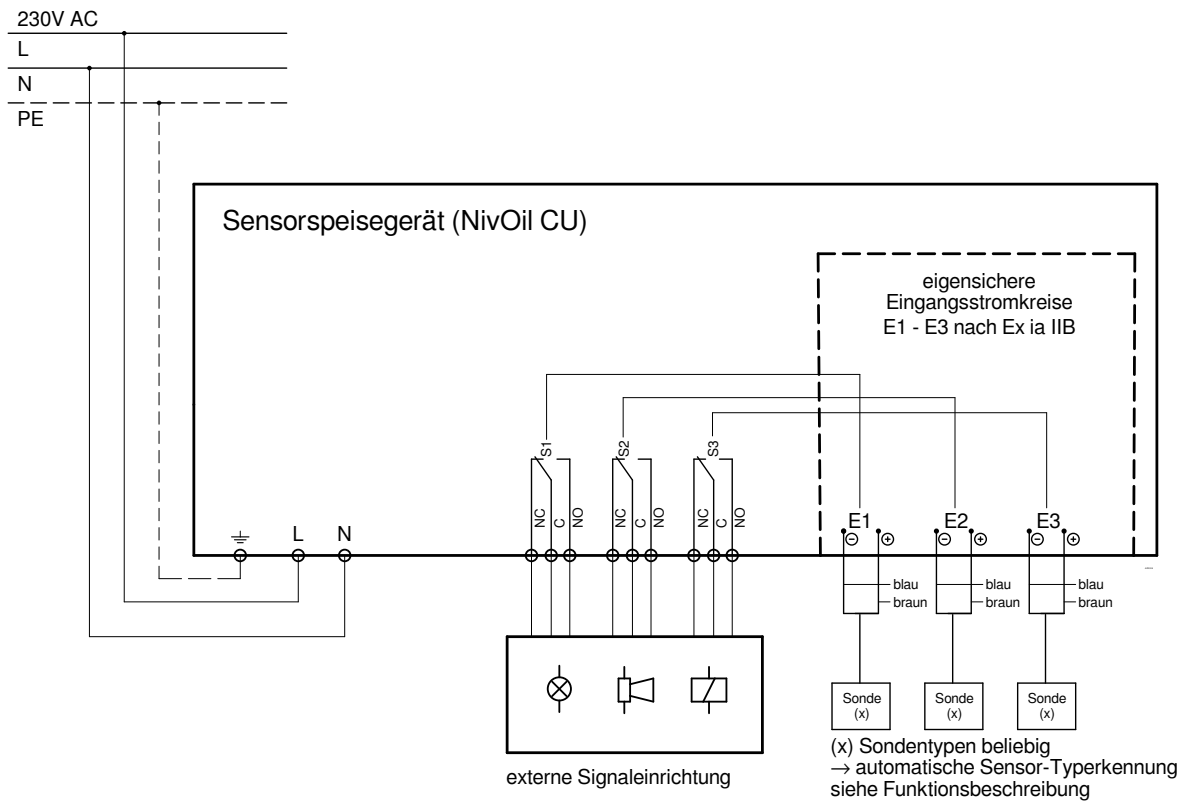 230V AC
L
N
PE
Sensorspeisegerät (NivOil CU)
eigensichere
Eingangsstromkreise
E1 - E3 nach Ex ia IIB
S1
S2
S3
NC
C
NO
NC
C
NO
NC
C
NO
L
N
E1
E2
E3
blau
braun
blau
braun
blau
braun
Sonde
(x)
Sonde
(x)
Sonde
(x)
externe Signaleinrichtung
(x) Sondentypen beliebig
→ automatische Sensor-Typerkennung
siehe Funktionsbeschreibung